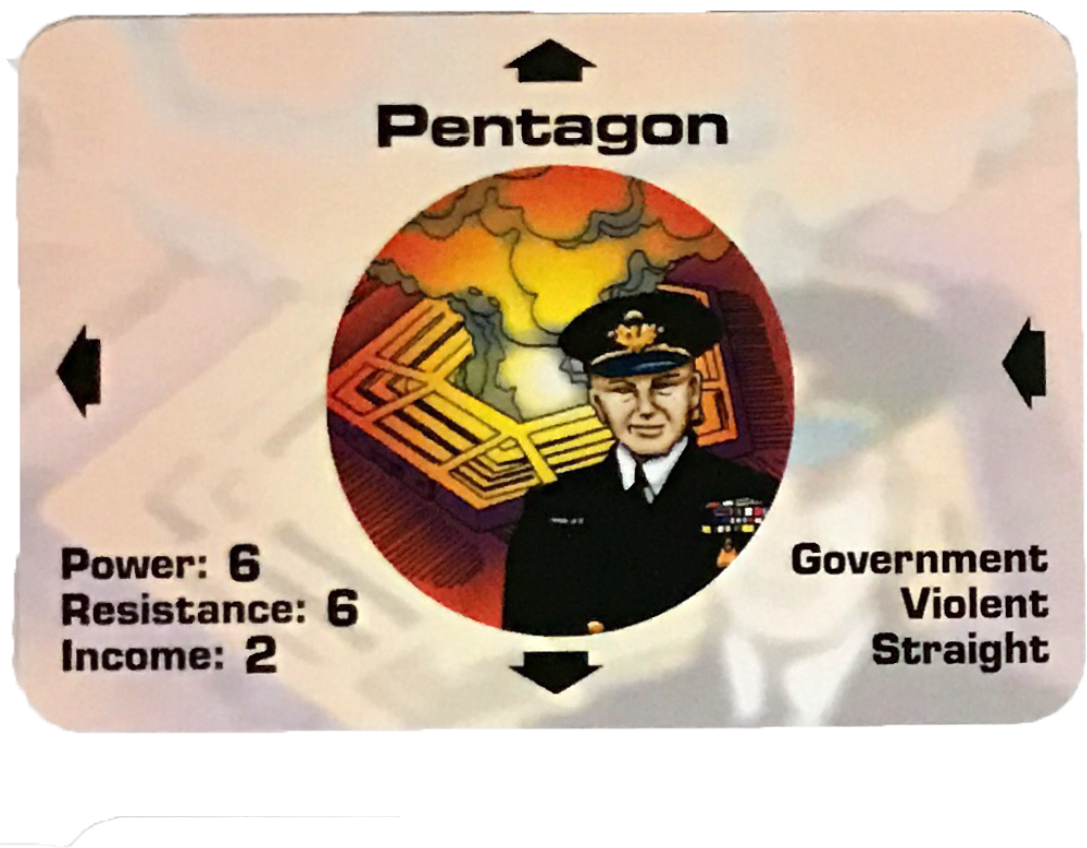 Pentagon
Power: 6
Resistance: 6
Income: 2
Government
Violent
Straight